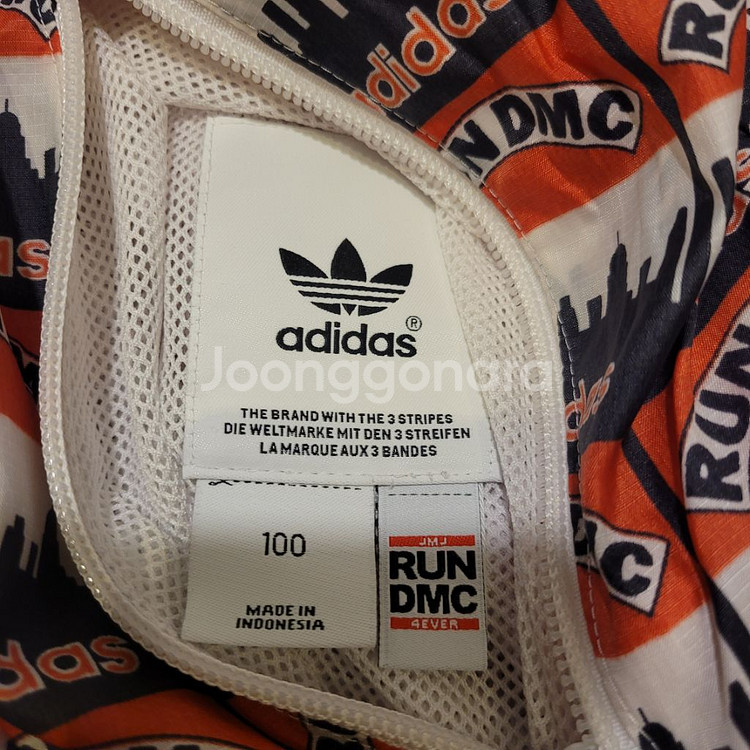 adidas
RUN
RUN DMC
adidas
®
Joonggonara
THE BRAND WITH THE 3 STRIPES
DIE WELTMARKE MIT DEN 3 STREIFEN
LA MARQUE AUX 3 BANDES
RUN
100
MADE IN
INDONESIA
JMJ
RUN
DMC
4EVER
DMC
adidas